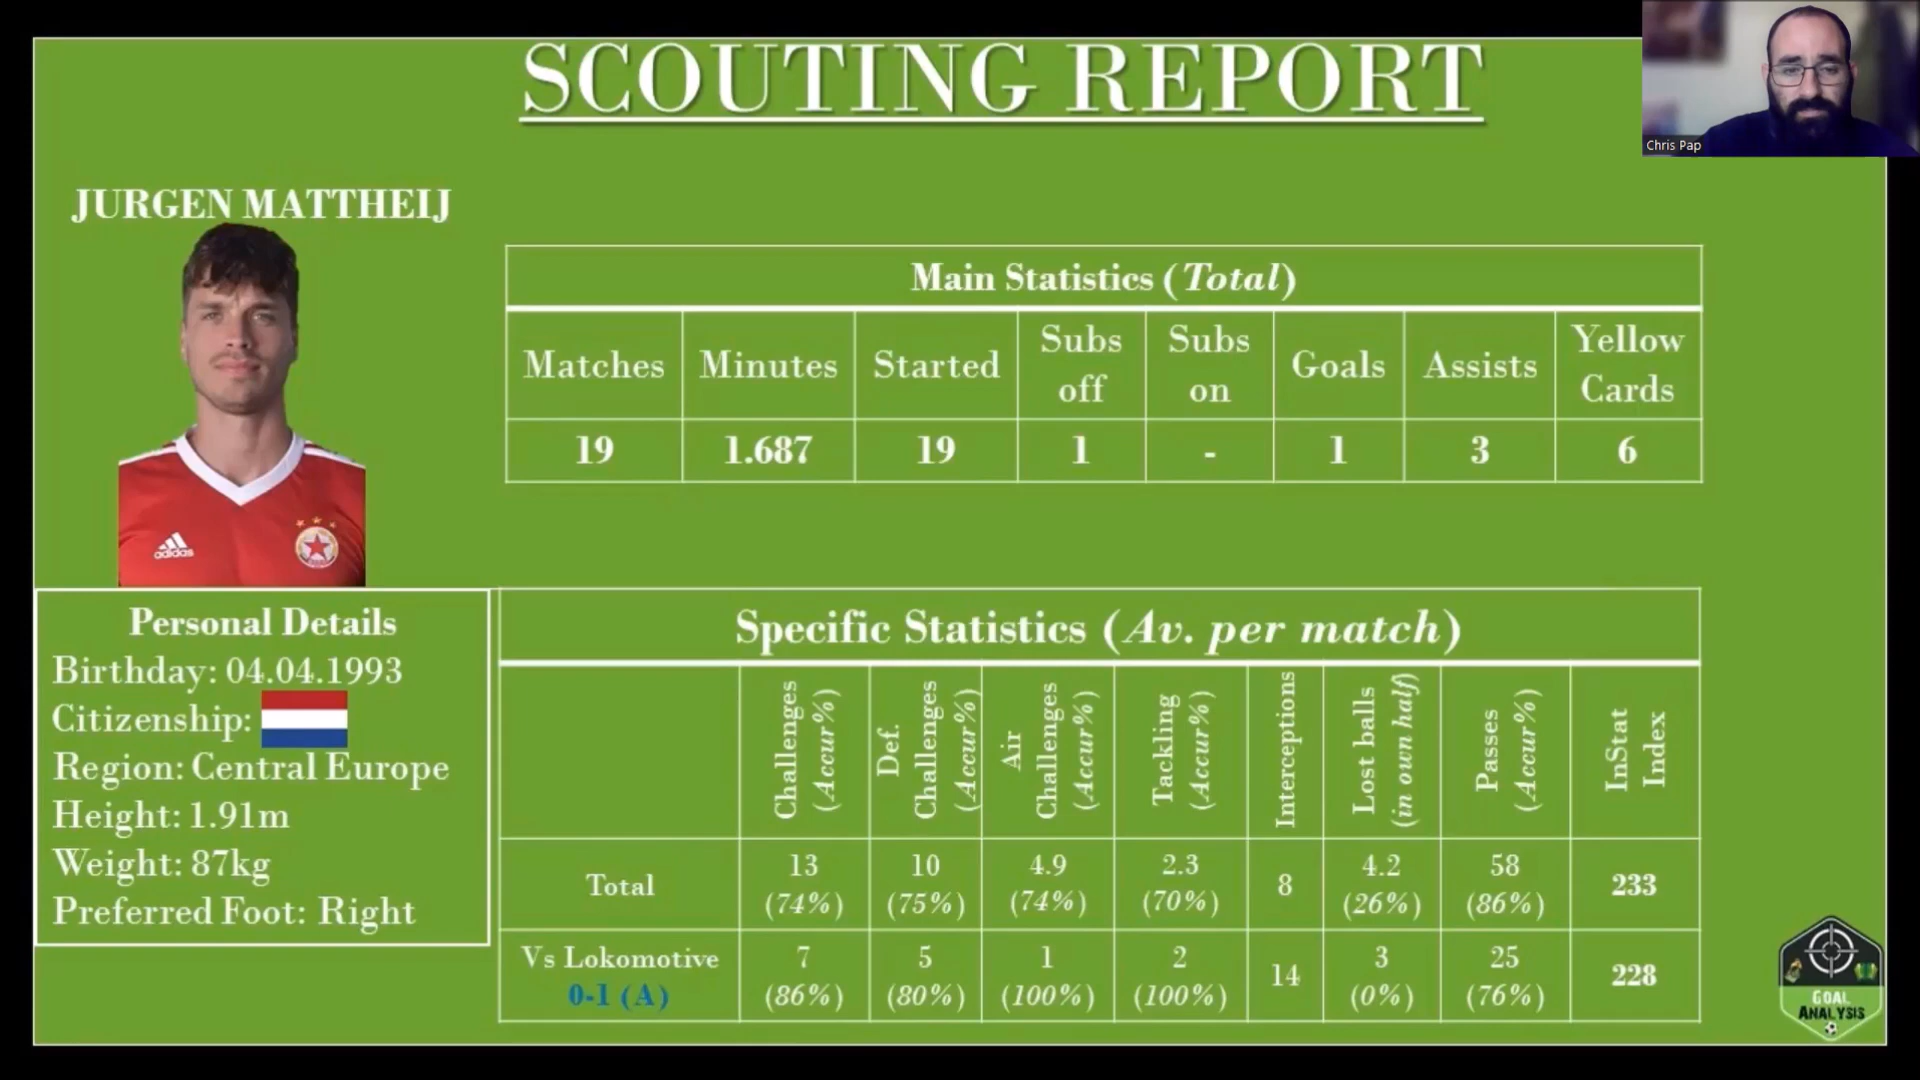 SCOUTING REPORT
Chris Pap
JURGEN MATTHEIJ
adidas
Main Statistics (Total)
Matches Minutes Started Subs off Subs on Goals Assists Yellow Cards
19 1.687 19 1 - 1 3 6
Personal Details
Birthday: 04.04.1993
Citizenship:
Region: Central Europe
Height: 1.91m
Weight: 87kg
Preferred Foot: Right
Specific Statistics (Av. per match)
Challenges (Accur%) Def. Challenges (Accur%) Air Challenges (Accur%) Tackling (Accur%) Interceptions Lost balls (in own half) Passes (Accur%) InStat Index
Total 13 (74%) 10 (75%) 4.9 (74%) 2.3 (70%) 8 4.2 (26%) 58 (86%) 233
Vs Lokomotive 0-1 (A) 7 (86%) 5 (80%) 1 (100%) 2 (100%) 14 3 (0%) 25 (76%) 228
GOAL
ANALYSIS